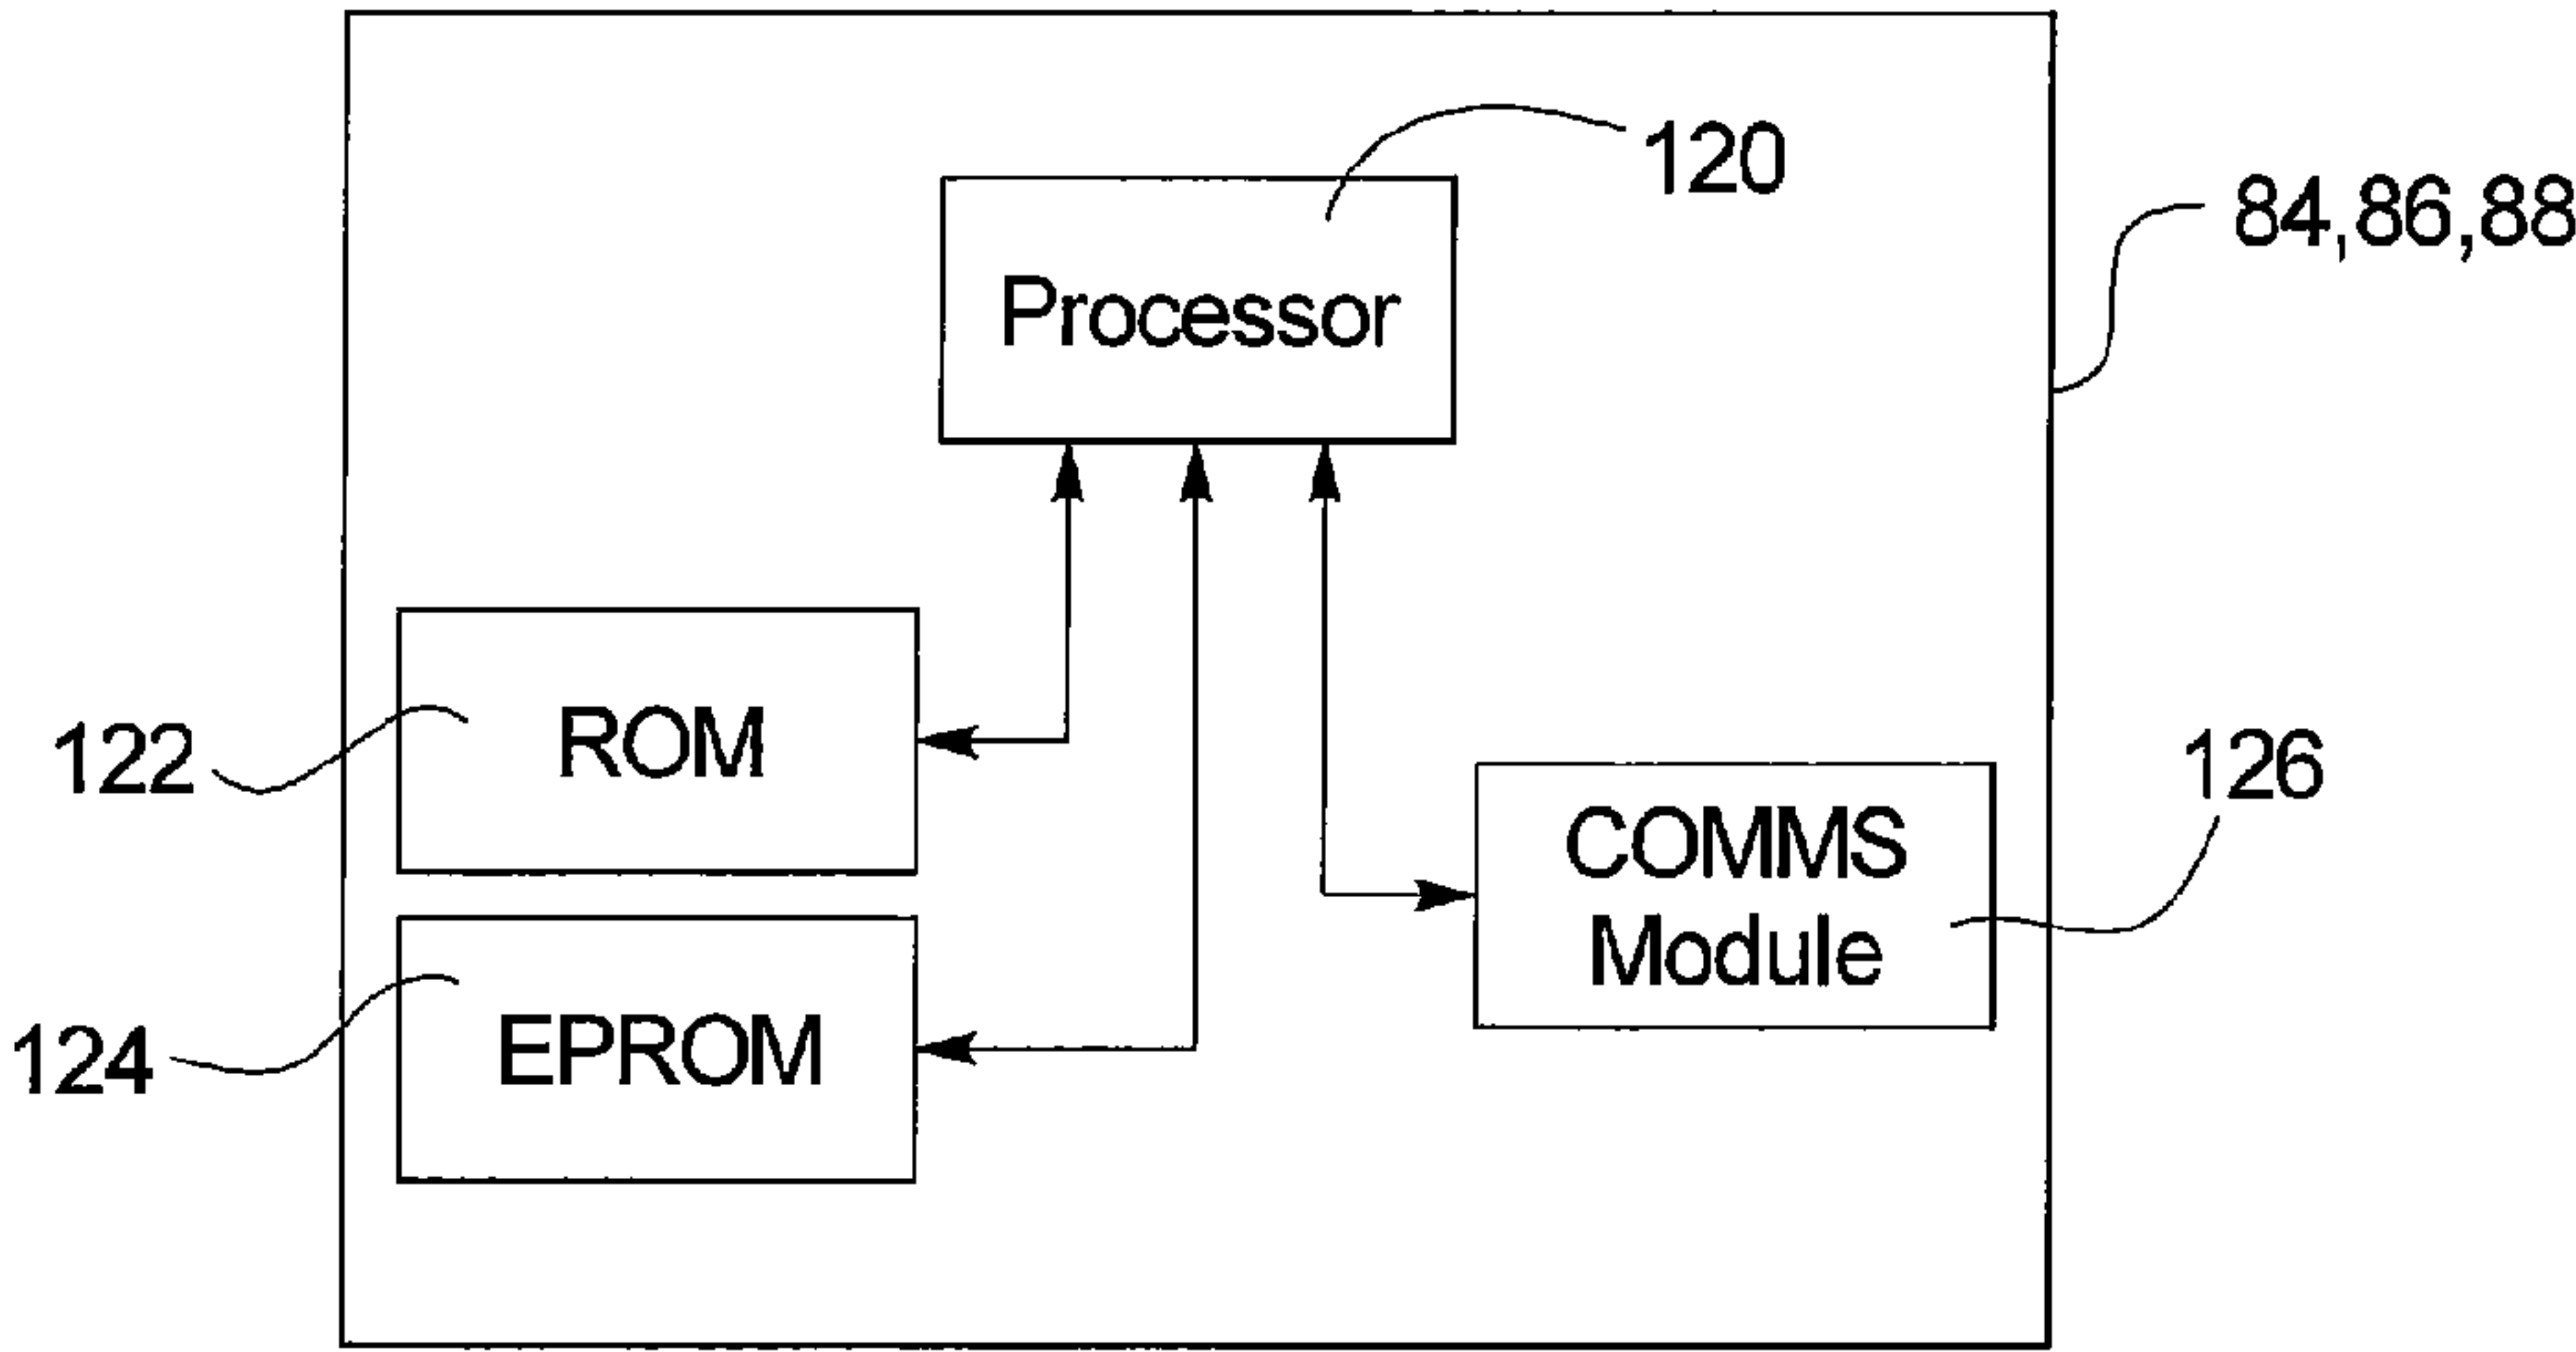 120
84,86,88
Processor
122
ROM
126
COMMS
Module
124
EPROM